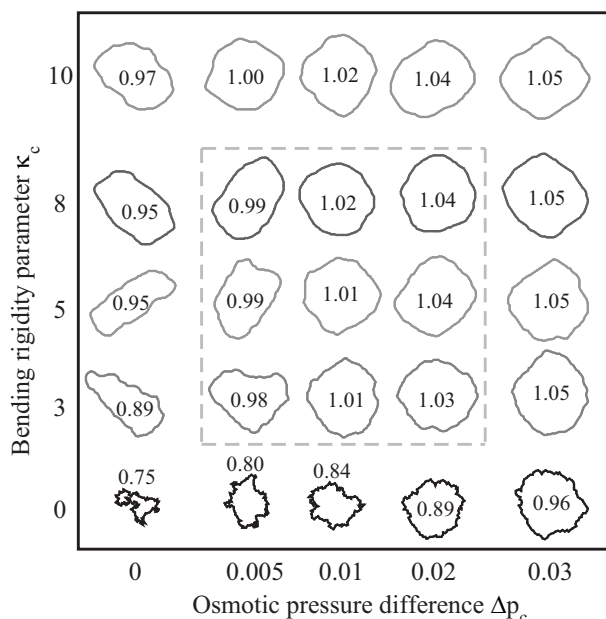 Bending rigidity parameter κc
10 0.97 1.00 1.02 1.04 1.05
8 0.95 0.99 1.02 1.04 1.05
5 0.95 0.99 1.01 1.04 1.05
3 0.89 0.98 1.01 1.03 1.05
0 0.75 0.80 0.84 0.89 0.96
0 0.005 0.01 0.02 0.03
Osmotic pressure difference Δpc